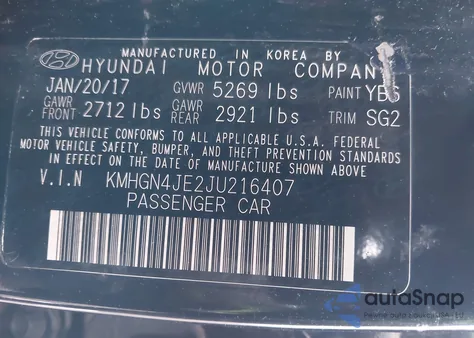 MANUFACTURED IN KOREA BY
HYUNDAI MOTOR COMPANY
JAN/20/17 GVWR 5269 lbs PAINT YB6
GAWR FRONT 2712 lbs GAWR REAR 2921 lbs TRIM SG2
THIS VEHICLE CONFORMS TO ALL APPLICABLE U.S.A. FEDERAL
MOTOR VEHICLE SAFETY, BUMPER, AND THEFT PREVENTION STANDARDS
IN EFFECT ON THE DATE OF MANUFACTURE SHOWN ABOVE.
V.I.N KMHGN4JE2JU216407
PASSENGER CAR
autoSnap